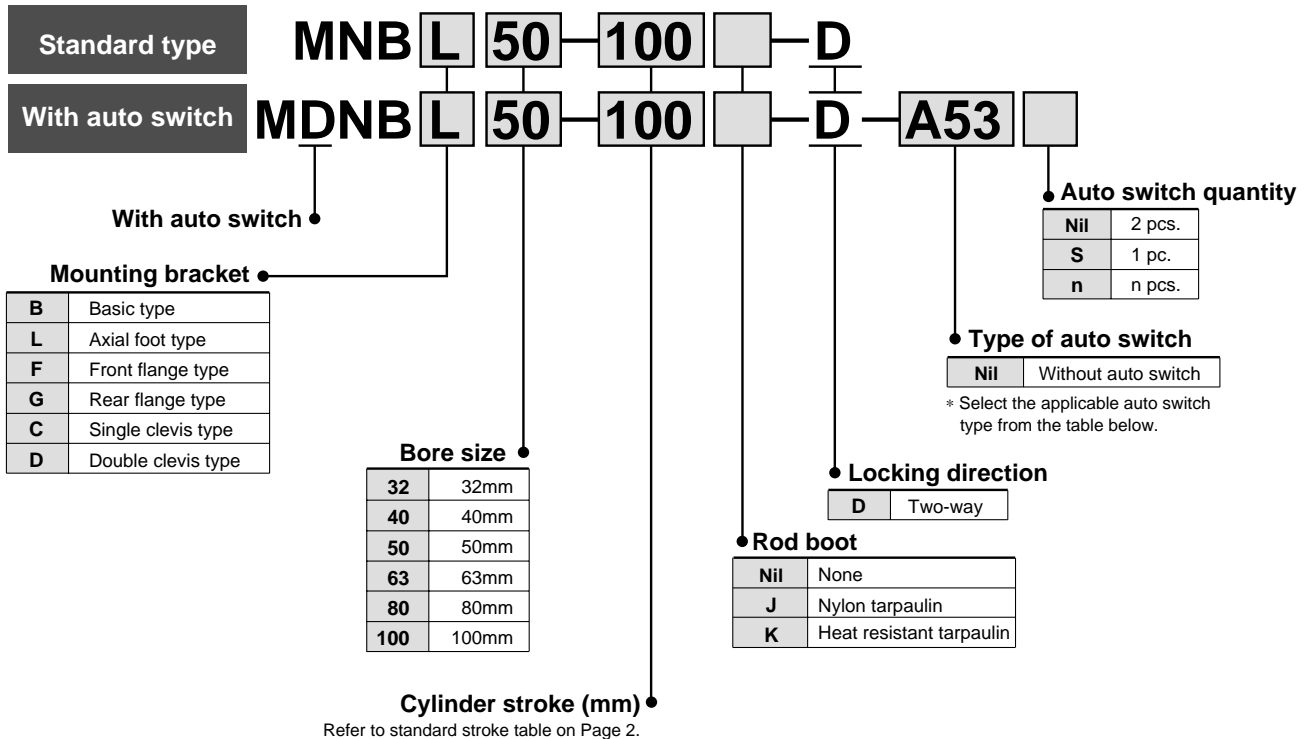 Standard type MNB L 50 — 100 — D
With auto switch MDNB L 50 — 100 — D — A53
With auto switch
Auto switch quantity
Nil 2 pcs.
S 1 pc.
n n pcs.
Mounting bracket
B Basic type
L Axial foot type
F Front flange type
G Rear flange type
C Single clevis type
D Double clevis type
Type of auto switch
Nil Without auto switch
∗ Select the applicable auto switch
type from the table below.
Bore size
32 32mm
40 40mm
50 50mm
63 63mm
80 80mm
100 100mm
Locking direction
D Two-way
Rod boot
Nil None
J Nylon tarpaulin
K Heat resistant tarpaulin
Cylinder stroke (mm)
Refer to standard stroke table on Page 2.